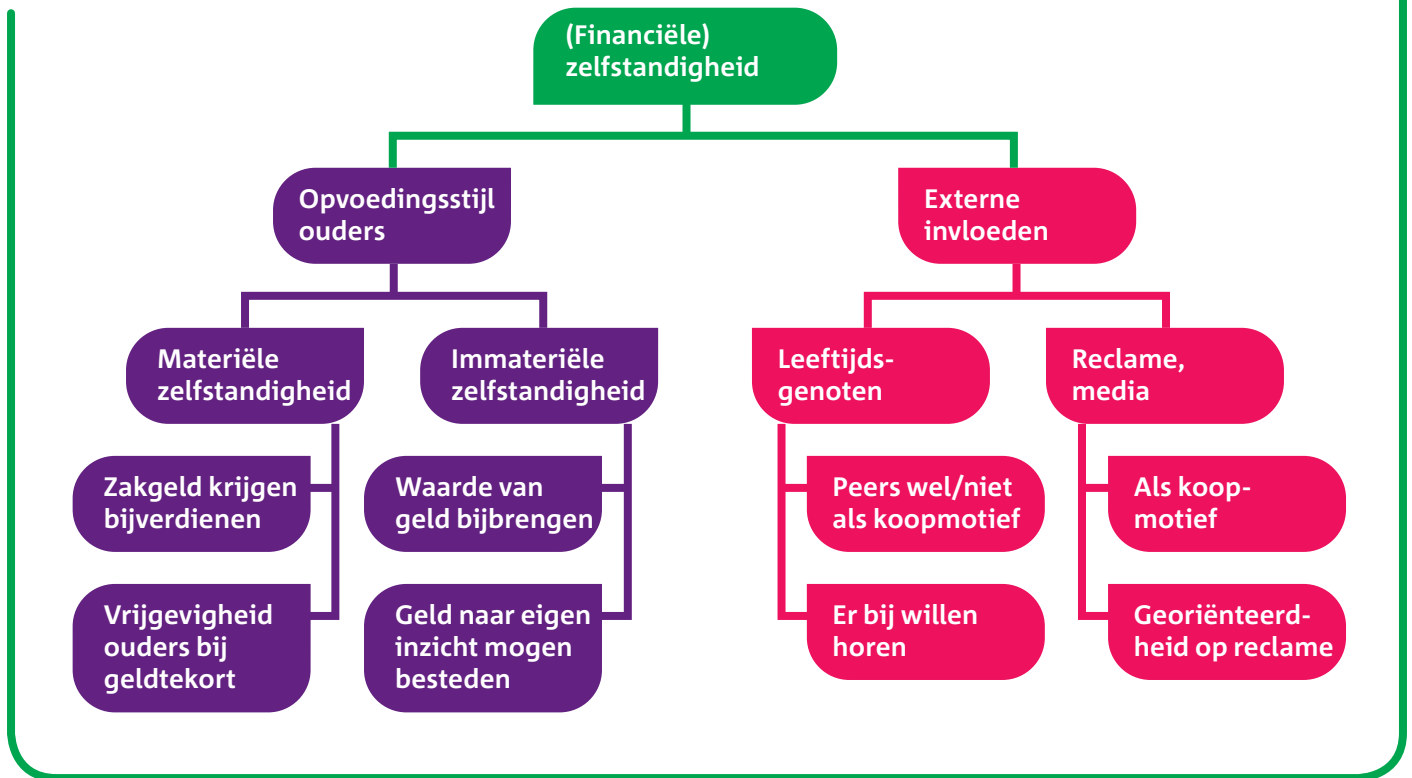 (Financiële)
zelfstandigheid
Opvoedingsstijl
ouders
Externe
invloeden
Materiële
zelfstandigheid
Immateriële
zelfstandigheid
Leeftijds-
genoten
Reclame,
media
Zakgeld krijgen
bijverdienen
Waarde van
geld bijbrengen
Peers wel/niet
als koopmotief
Als koop-
motief
Vrijgevigheid
ouders bij
geldtekort
Geld naar eigen
inzicht mogen
besteden
Er bij willen
horen
Georiënteerd-
heid op reclame